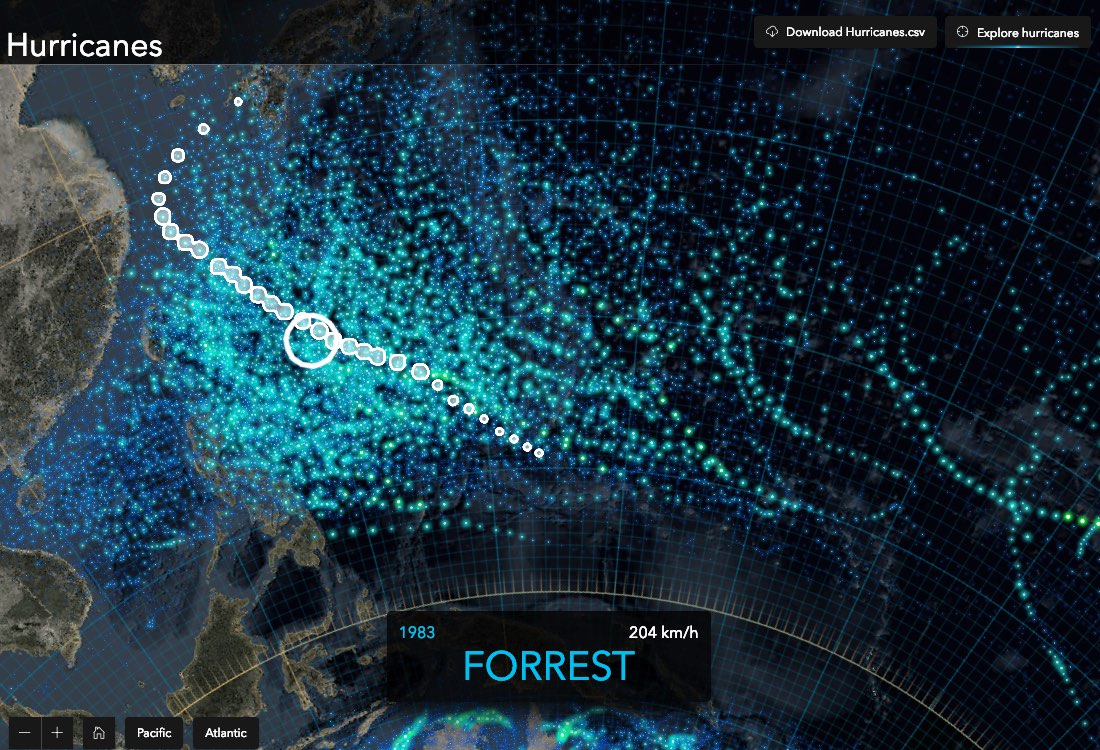 Hurricanes
Download Hurricanes.csv
Explore hurricanes
1983
204 km/h
FORREST
Pacific
Atlantic